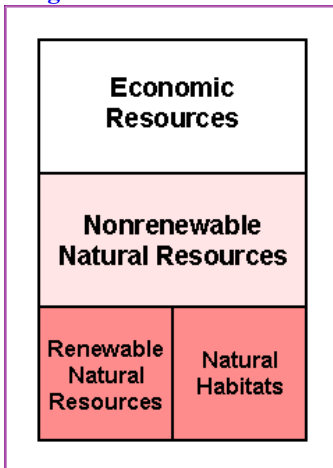 Economic
Resources
Nonrenewable
Natural Resources
Renewable
Natural
Resources
Natural
Habitats